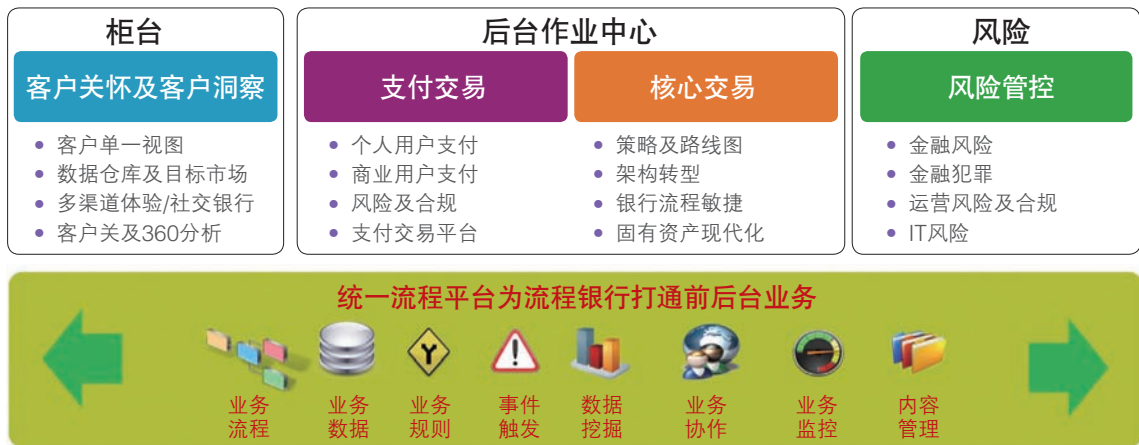 柜台
客户关怀及客户洞察
客户单一视图
数据仓库及目标市场
多渠道体验/社交银行
客户关及360分析
后台作业中心
支付交易
个人用户支付
商业用户支付
风险及合规
支付交易平台
核心交易
策略及路线图
架构转型
银行流程敏捷
固有资产现代化
风险
风险管控
金融风险
金融犯罪
运营风险及合规
IT风险
统一流程平台为流程银行打通前后台业务
业务
流程
业务
数据
业务
规则
事件
触发
数据
挖掘
业务
协作
业务
监控
内容
管理